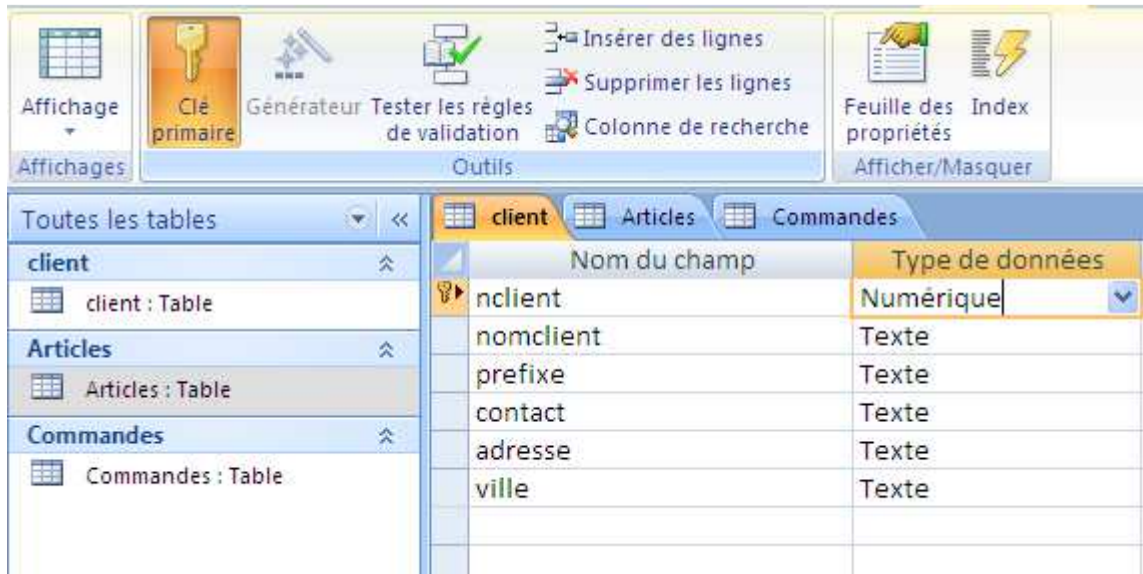 Affichage
Clé primaire
Générateur
Tester les règles de validation
Insérer des lignes
Supprimer les lignes
Colonne de recherche
Feuille des propriétés
Index
Affichages
Outils
Afficher/Masquer
Toutes les tables
client
client : Table
Articles
Articles : Table
Commandes
Commandes : Table
client Articles Commandes
Nom du champ Type de données
nclient Numérique
nomclient Texte
prefixe Texte
contact Texte
adresse Texte
ville Texte